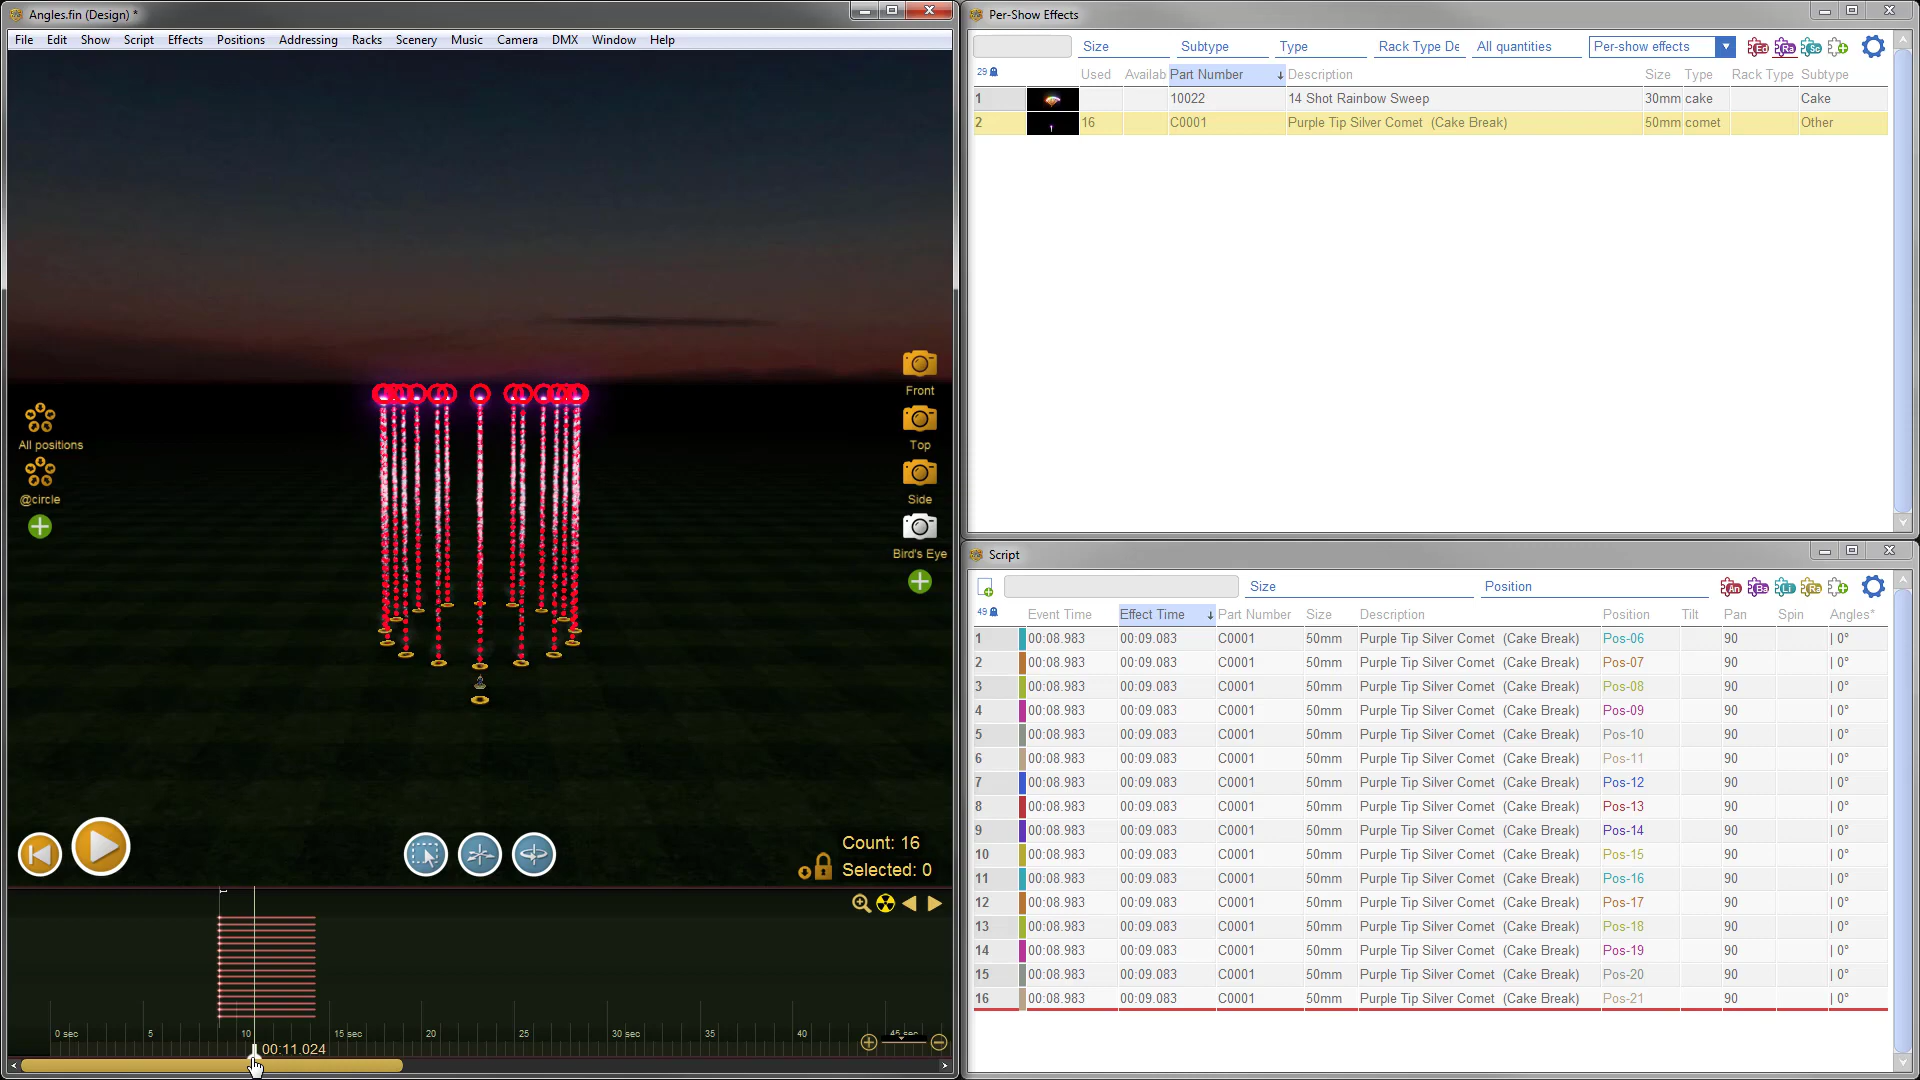 Angles.fin (Design) *
File Edit Show Script Effects Positions Addressing Racks Scenery Music Camera DMX Window Help
All positions
@circle
Front
Top
Side
Bird's Eye
Count: 16
Selected: 0
0 sec 5 10 15 sec 20 25 30 sec 35 40 45 sec
00:11.024
Per-Show Effects
Size Subtype Type Rack Type De All quantities Per-show effects Ed Ra Sc
29 Used Availab Part Number Description Size Type Rack Type Subtype
1 10022 14 Shot Rainbow Sweep 30mm cake Cake
2 16 C0001 Purple Tip Silver Comet (Cake Break) 50mm comet Other
Script
Size Position An Ba Li Ra
49 Event Time Effect Time Part Number Size Description Position Tilt Pan Spin Angles*
1 00:08.983 00:09.083 C0001 50mm Purple Tip Silver Comet (Cake Break) Pos-06 90 | 0°
2 00:08.983 00:09.083 C0001 50mm Purple Tip Silver Comet (Cake Break) Pos-07 90 | 0°
3 00:08.983 00:09.083 C0001 50mm Purple Tip Silver Comet (Cake Break) Pos-08 90 | 0°
4 00:08.983 00:09.083 C0001 50mm Purple Tip Silver Comet (Cake Break) Pos-09 90 | 0°
5 00:08.983 00:09.083 C0001 50mm Purple Tip Silver Comet (Cake Break) Pos-10 90 | 0°
6 00:08.983 00:09.083 C0001 50mm Purple Tip Silver Comet (Cake Break) Pos-11 90 | 0°
7 00:08.983 00:09.083 C0001 50mm Purple Tip Silver Comet (Cake Break) Pos-12 90 | 0°
8 00:08.983 00:09.083 C0001 50mm Purple Tip Silver Comet (Cake Break) Pos-13 90 | 0°
9 00:08.983 00:09.083 C0001 50mm Purple Tip Silver Comet (Cake Break) Pos-14 90 | 0°
10 00:08.983 00:09.083 C0001 50mm Purple Tip Silver Comet (Cake Break) Pos-15 90 | 0°
11 00:08.983 00:09.083 C0001 50mm Purple Tip Silver Comet (Cake Break) Pos-16 90 | 0°
12 00:08.983 00:09.083 C0001 50mm Purple Tip Silver Comet (Cake Break) Pos-17 90 | 0°
13 00:08.983 00:09.083 C0001 50mm Purple Tip Silver Comet (Cake Break) Pos-18 90 | 0°
14 00:08.983 00:09.083 C0001 50mm Purple Tip Silver Comet (Cake Break) Pos-19 90 | 0°
15 00:08.983 00:09.083 C0001 50mm Purple Tip Silver Comet (Cake Break) Pos-20 90 | 0°
16 00:08.983 00:09.083 C0001 50mm Purple Tip Silver Comet (Cake Break) Pos-21 90 | 0°